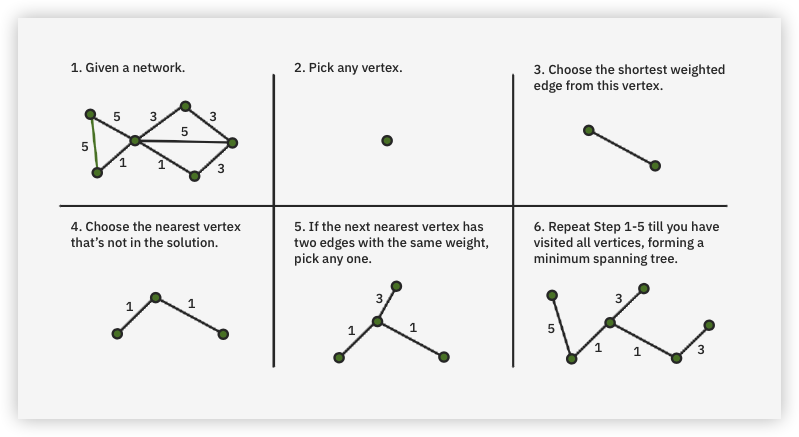 1. Given a network.
5
3
3
5
5
1
1
3
2. Pick any vertex.
3. Choose the shortest weighted
edge from this vertex.
4. Choose the nearest vertex
that’s not in the solution.
1
1
5. If the next nearest vertex has
two edges with the same weight,
pick any one.
3
1
1
6. Repeat Step 1-5 till you have
visited all vertices, forming a
minimum spanning tree.
3
5
1
1
3